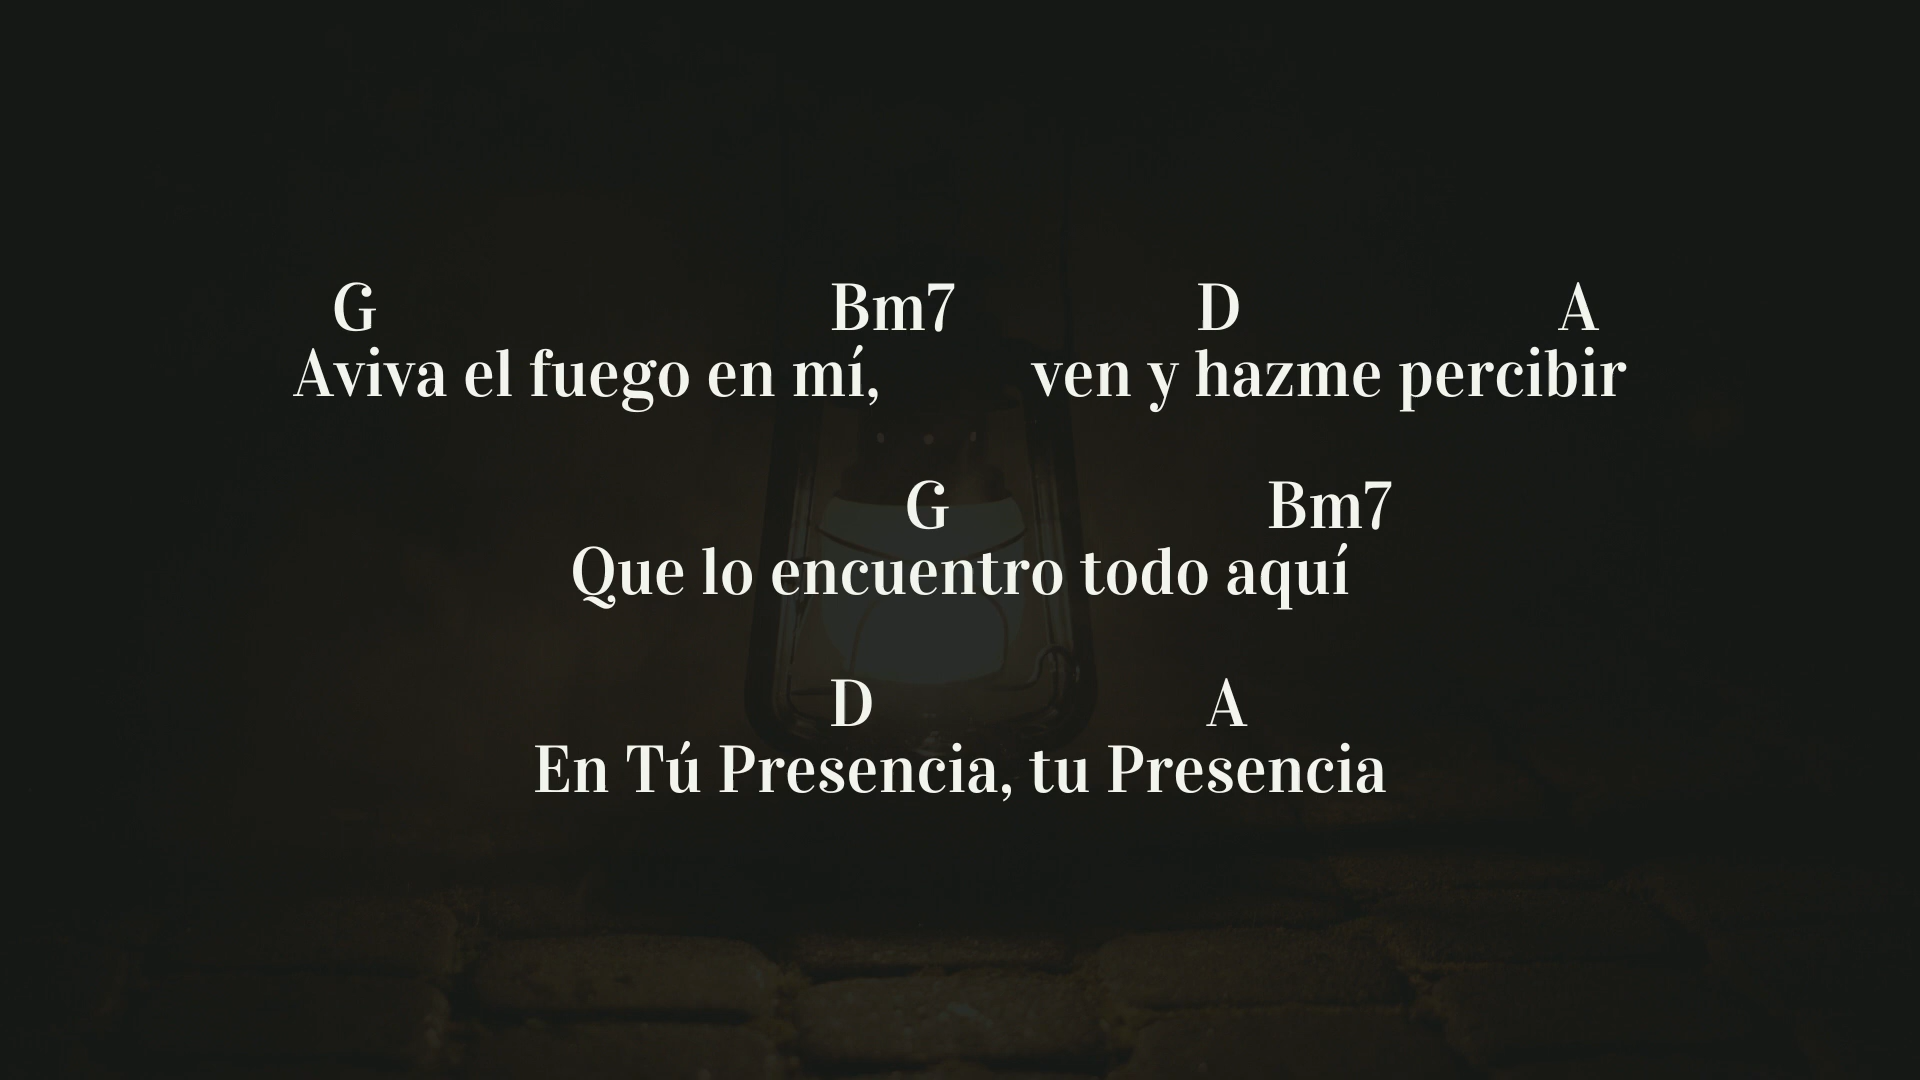 G Bm7 D A
Aviva el fuego en mí, ven y hazme percibir
G Bm7
Que lo encuentro todo aquí
D A
En Tú Presencia, tu Presencia